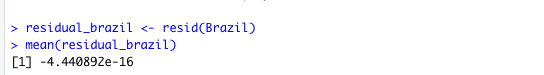 > residual_brazil <- resid(Brazil)
> mean(residual_brazil)
[1] -4.440892e-16